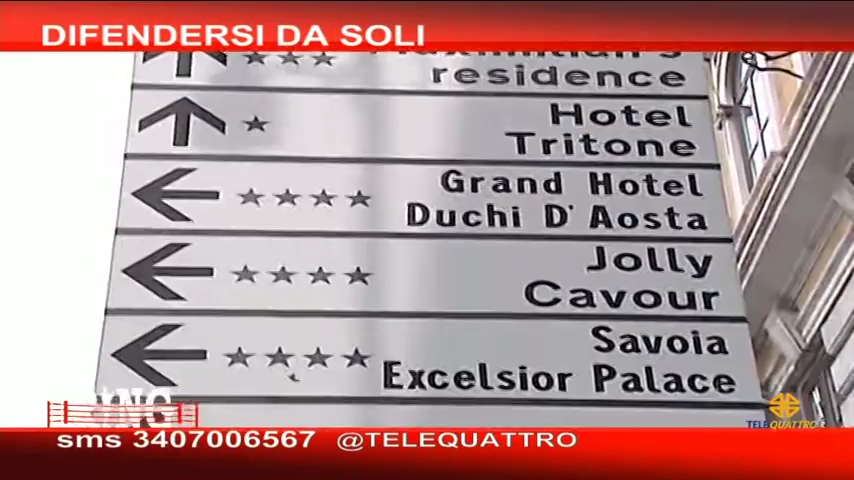 DIFENDERSI DA SOLI
residence
Hotel
Tritone
Grand Hotel
Duchi D' Aosta
Jolly
Cavour
Savoia
Excelsior Palace
RING
TELEQUATTRO
sms 3407006567 @TELEQUATTRO